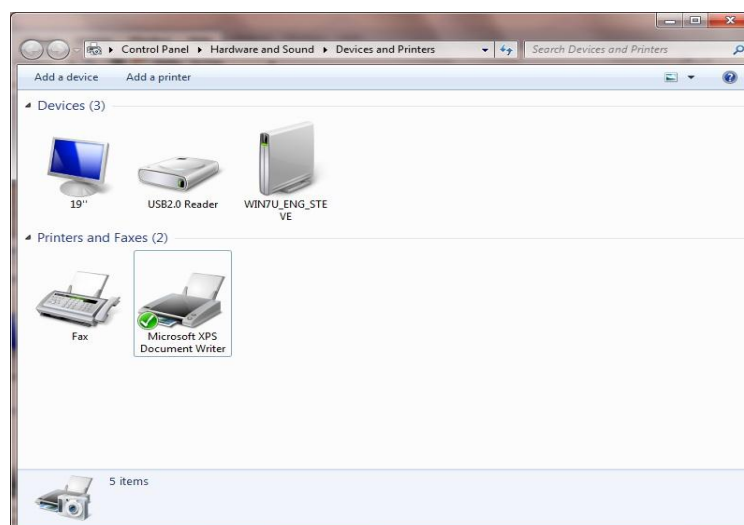 Control Panel ▸ Hardware and Sound ▸ Devices and Printers
Search Devices and Printers
Add a device Add a printer
Devices (3)
19''
USB2.0 Reader
WIN7U_ENG_STE
VE
Printers and Faxes (2)
Fax
Microsoft XPS
Document Writer
5 items